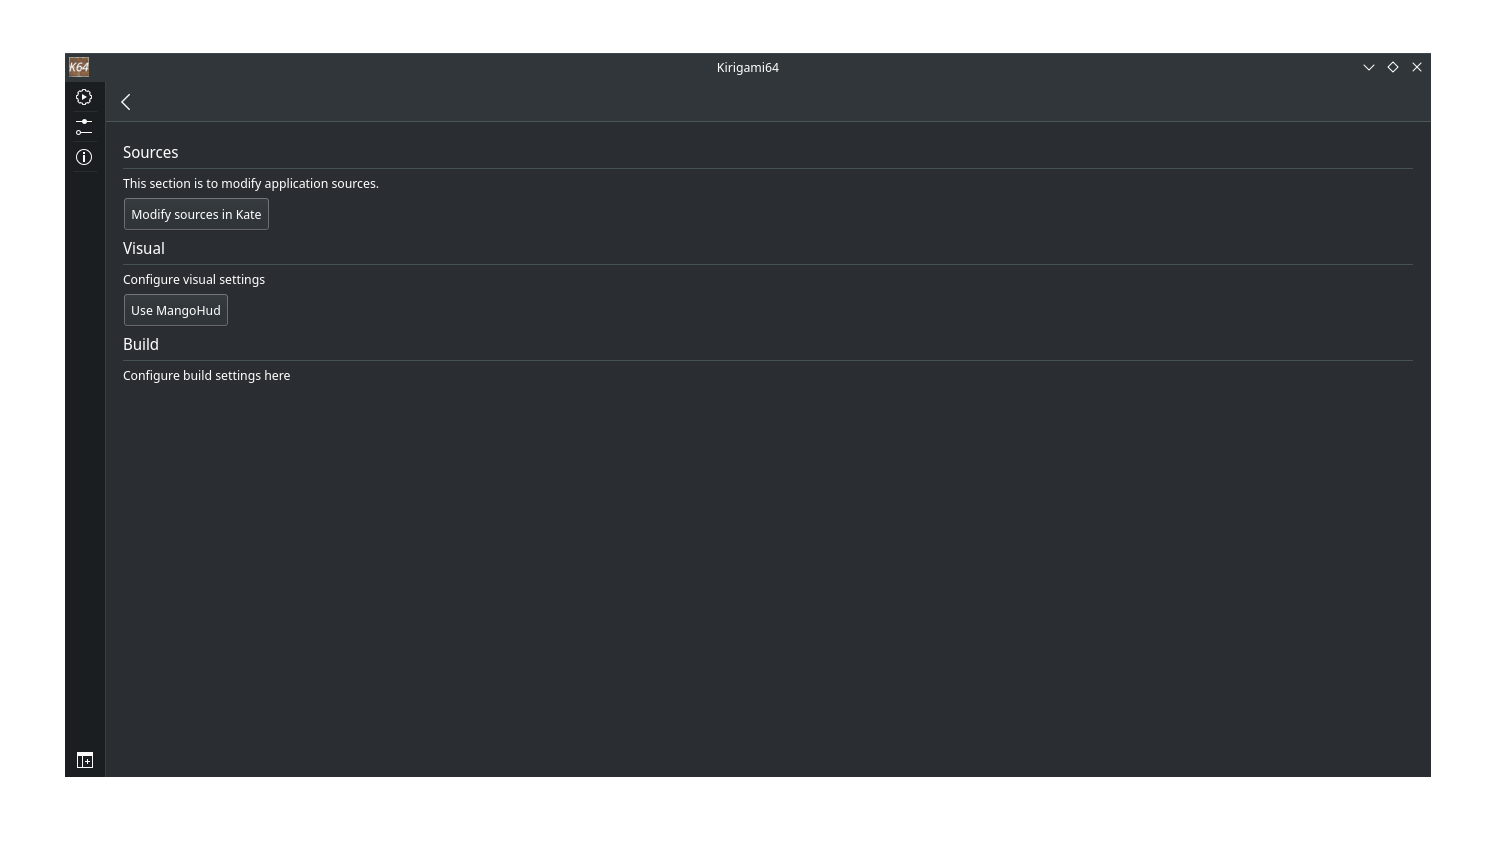 K64
Kirigami64
Sources
This section is to modify application sources.
Modify sources in Kate
Visual
Configure visual settings
Use MangoHud
Build
Configure build settings here